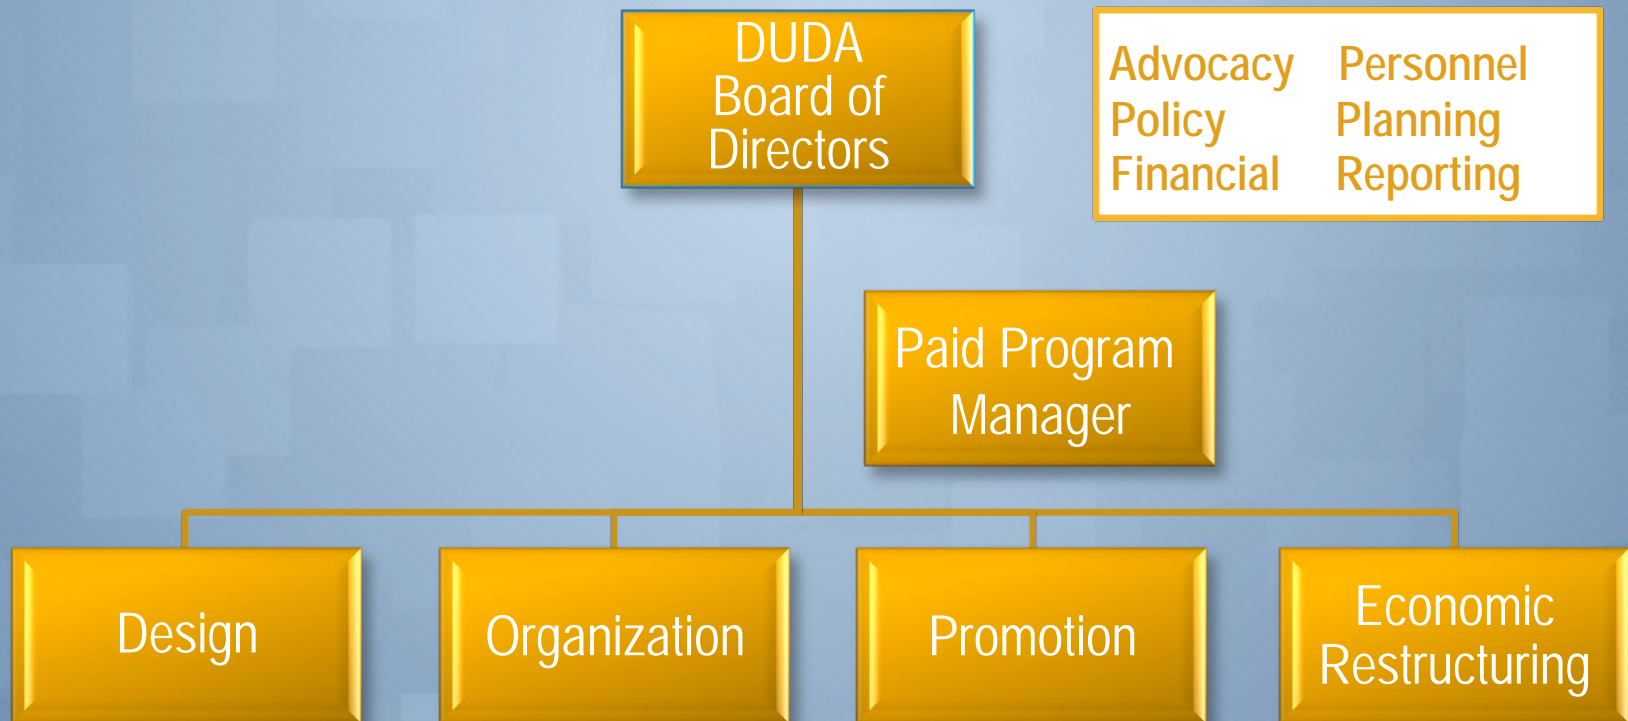 DUDA
Board of
Directors
Advocacy Personnel
Policy Planning
Financial Reporting
Paid Program
Manager
Design
Organization
Promotion
Economic
Restructuring